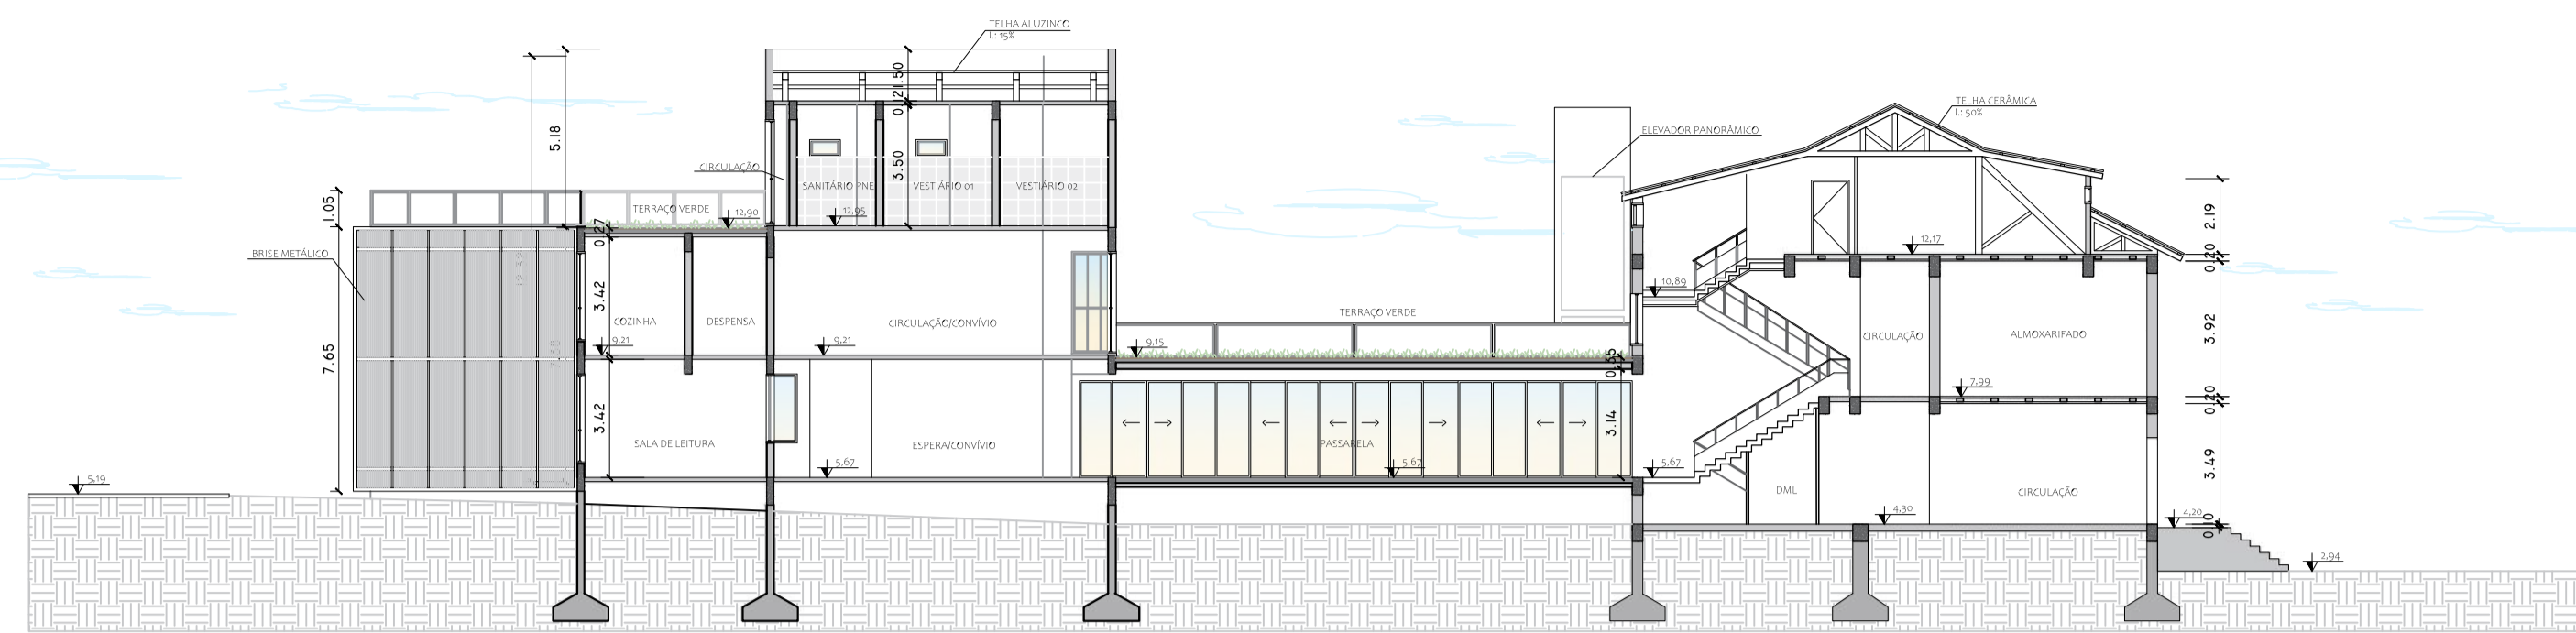 TELHA ALUZINCO
I.: 15%
TELHA CERÂMICA
I.: 50%
ELEVADOR PANORÂMICO
5.18
1.50
0.12
3.50
CIRCULAÇÃO
SANITÁRIO PNE
VESTIÁRIO 01
VESTIÁRIO 02
12,95
1.05
TERRAÇO VERDE
12,90
0.27
BRISE METÁLICO
7.65
3.42
COZINHA
DESPENSA
9,21
9,21
CIRCULAÇÃO/CONVÍVIO
TERRAÇO VERDE
9,15
0.35
10,89
12,17
2.19
0.20
CIRCULAÇÃO
ALMOXARIFADO
3.92
7,99
0.20
3.42
SALA DE LEITURA
ESPERA/CONVÍVIO
5,67
PASSARELA
5,67
3.14
5,67
DML
CIRCULAÇÃO
3.49
4,30
4,20
0.10
5,19
2,94